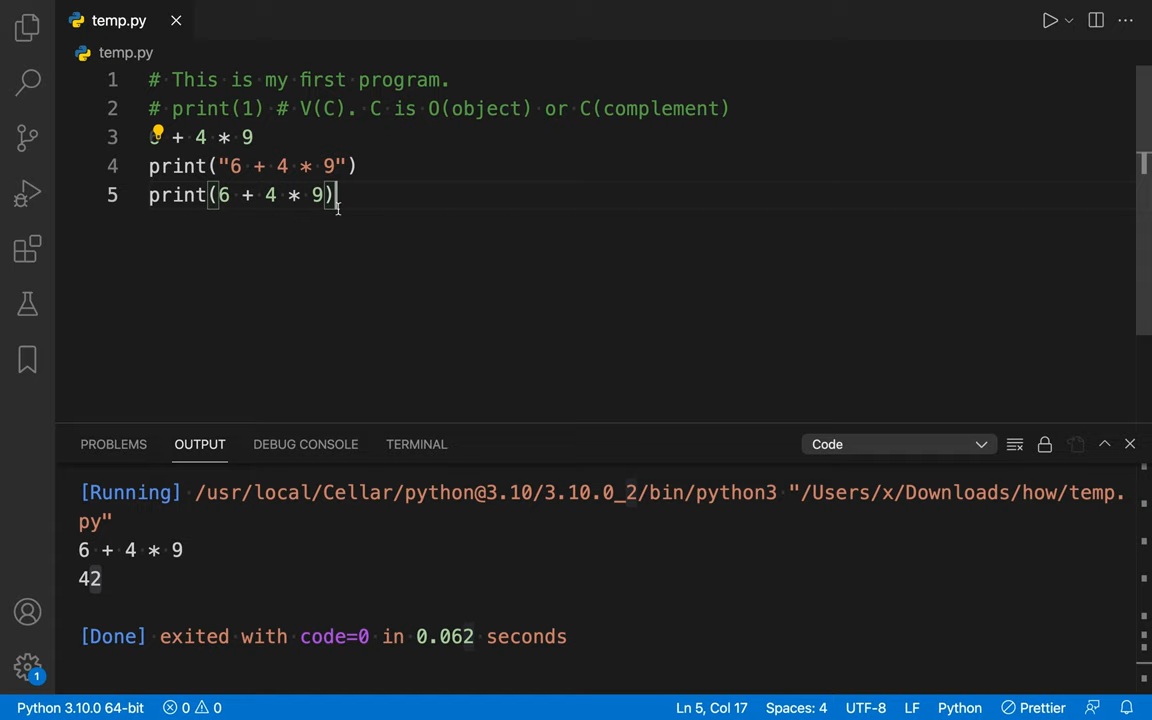 temp.py
temp.py
1 # This is my first program.
2 # print(1) # V(C). C is O(object) or C(complement)
3 + 4 * 9
4 print("6 + 4 * 9")
5 print(6 + 4 * 9)
PROBLEMS OUTPUT DEBUG CONSOLE TERMINAL Code
[Running] /usr/local/Cellar/python@3.10/3.10.0_2/bin/python3 "/Users/x/Downloads/how/temp.
py"
6 + 4 * 9
42
[Done] exited with code=0 in 0.062 seconds
1
Python 3.10.0 64-bit 0 0 Ln 5, Col 17 Spaces: 4 UTF-8 LF Python Prettier